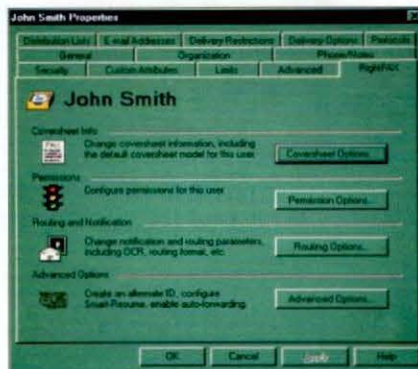 John Smith Properties
Distribution Lists E-mail Addresses Delivery Restrictions Delivery Options Protocols
General Organization Phone/Notes
Security Custom Attributes Limits Advanced RightFAX
John Smith
Coversheet Info
Change coversheet information, including
the default coversheet model for this user
Coversheet Options...
Permissions
Configure permissions for this user
Permission Options...
Routing and Notification
Change notification and routing parameters,
including OCR, routing format, etc.
Routing Options...
Advanced Options
Create an alternate ID, configure
Smart-Resume, enable auto-forwarding.
Advanced Options...
OK Cancel Apply Help